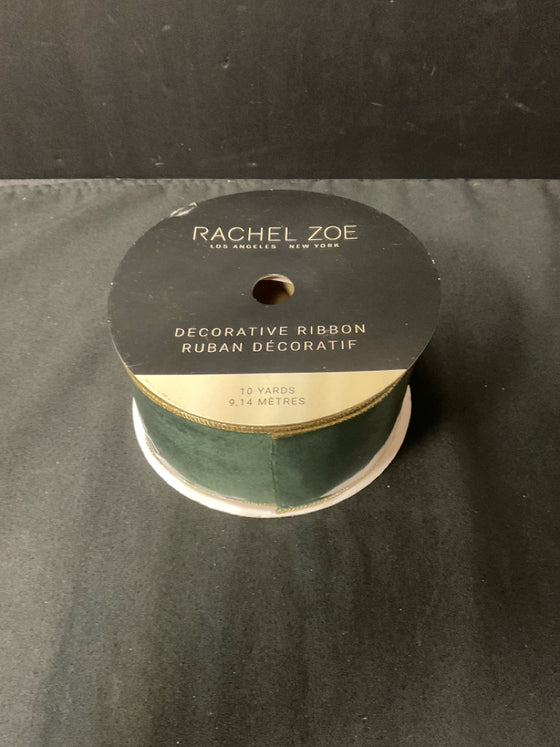 RACHEL ZOE
LOS ANGELES NEW YORK
DECORATIVE RIBBON
RUBAN DÉCORATIF
10 YARDS
9,14 MÈTRES